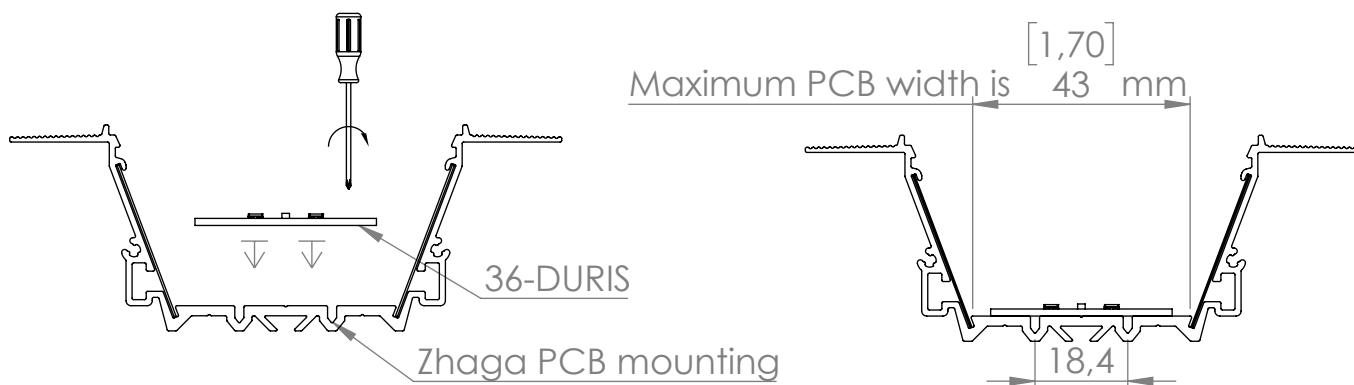 [1,70]
Maximum PCB width is 43 mm
36-DURIS
Zhaga PCB mounting
18,4